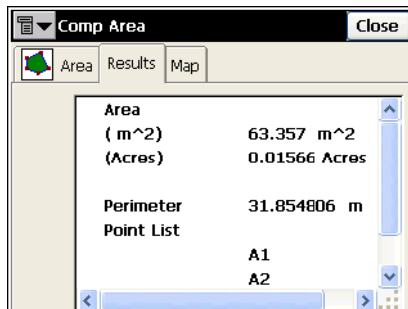 Comp Area Close
Area Results Map
Area
( m^2) 63.357 m^2
(Acres) 0.01566 Acres
Perimeter 31.854806 m
Point List
A1
A2